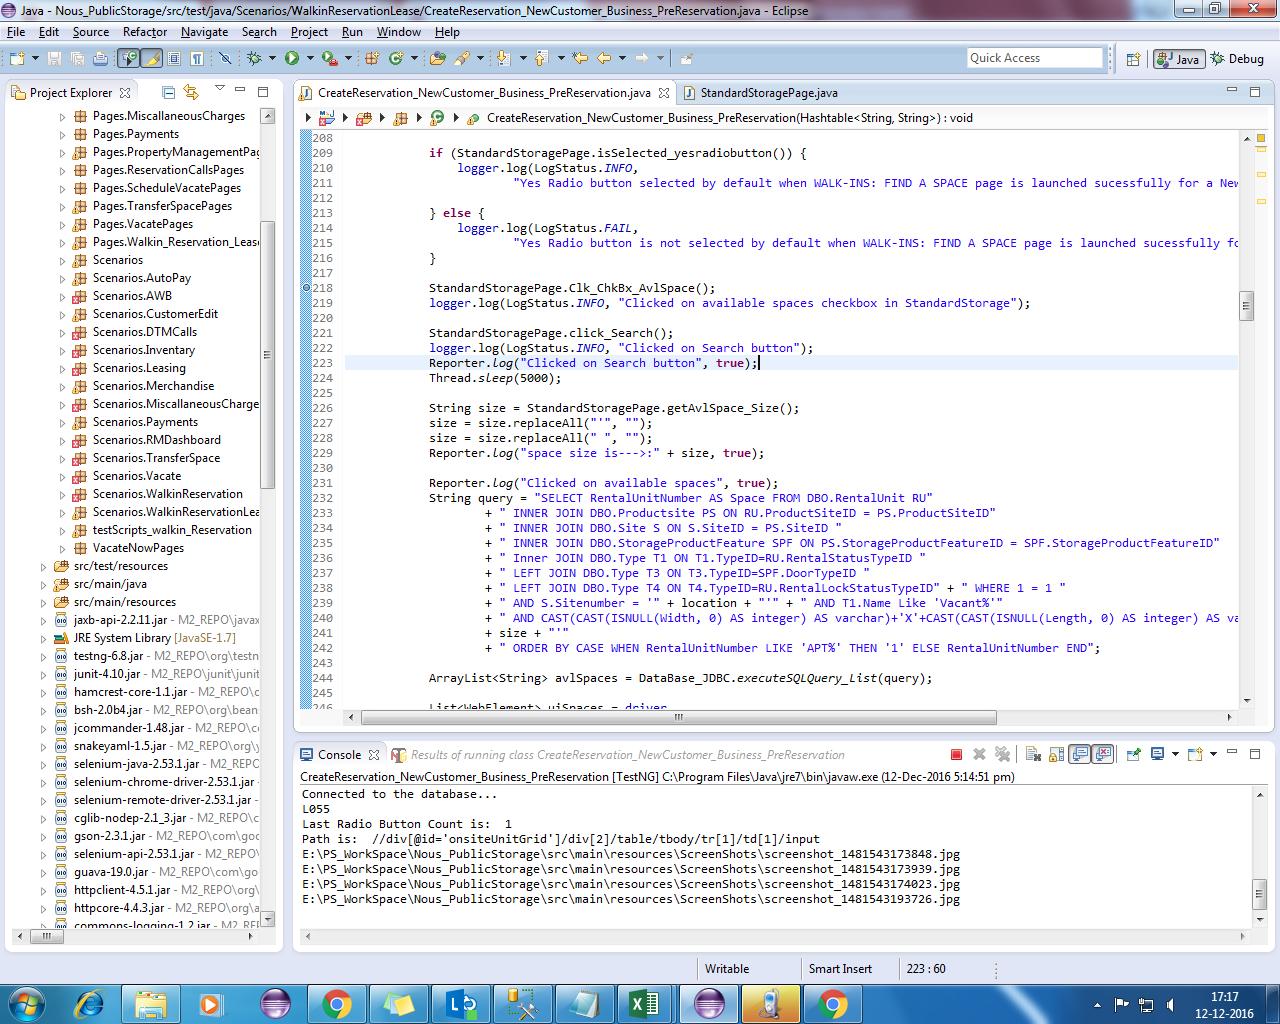 Java - Nous_PublicStorage/src/test/java/Scenarios/WalkinReservationLease/CreateReservation_NewCustomer_Business_PreReservation.java - Eclipse
File Edit Source Refactor Navigate Search Project Run Window Help
Quick Access
Java
Debug
Project Explorer
Pages.MiscallaneousCharges
Pages.Payments
Pages.PropertyManagementPag
Pages.ReservationCallsPages
Pages.ScheduleVacatePages
Pages.TransferSpacePages
Pages.VacatePages
Pages.Walkin_Reservation_Lease
Scenarios
Scenarios.AutoPay
Scenarios.AWB
Scenarios.CustomerEdit
Scenarios.DTMCalls
Scenarios.Inventory
Scenarios.Leasing
Scenarios.Merchandise
Scenarios.MiscallaneousCharge
Scenarios.Payments
Scenarios.RMDashboard
Scenarios.TransferSpace
Scenarios.Vacate
Scenarios.WalkinReservation
Scenarios.WalkinReservationLea
testScripts_walkin_Reservation
VacateNowPages
src/test/resources
src/main/java
src/main/resources
jaxb-api-2.2.11.jar - M2_REPO\javax
JRE System Library [JavaSE-1.7]
testng-6.8.jar - M2_REPO\org\testn
junit-4.10.jar - M2_REPO\junit\junit
hamcrest-core-1.1.jar - M2_REPO\o
bsh-2.0b4.jar - M2_REPO\org\bean
jcommander-1.48.jar - M2_REPO\c
snakeyaml-1.5.jar - M2_REPO\org\y
selenium-java-2.53.1.jar - M2_REPO
selenium-chrome-driver-2.53.1.jar
selenium-remote-driver-2.53.1.jar
cglib-nodep-2.1_3.jar - M2_REPO\c
gson-2.3.1.jar - M2_REPO\com\goo
selenium-api-2.53.1.jar - M2_REPO
guava-19.0.jar - M2_REPO\com\go
httpclient-4.5.1.jar - M2_REPO\org
httpcore-4.4.3.jar - M2_REPO\org\a
commons-logging-1.2.jar - M2_REF
CreateReservation_NewCustomer_Business_PreReservation.java
StandardStoragePage.java
CreateReservation_NewCustomer_Business_PreReservation(Hashtable<String, String>) : void
208
209 if (StandardStoragePage.isSelected_yesradiobutton()) {
210 logger.log(LogStatus.INFO,
211 "Yes Radio button selected by default when WALK-INS: FIND A SPACE page is launched sucessfully for a New
212
213 } else {
214 logger.log(LogStatus.FAIL,
215 "Yes Radio button is not selected by default when WALK-INS: FIND A SPACE page is launched sucessfully fo
216 }
217
218 StandardStoragePage.Clk_ChkBx_AvlSpace();
219 logger.log(LogStatus.INFO, "Clicked on available spaces checkbox in StandardStorage");
220
221 StandardStoragePage.click_Search();
222 logger.log(LogStatus.INFO, "Clicked on Search button");
223 Reporter.log("Clicked on Search button", true);
224 Thread.sleep(5000);
225
226 String size = StandardStoragePage.getAvlSpace_Size();
227 size = size.replaceAll("'", "");
228 size = size.replaceAll(" ", "");
229 Reporter.log("space size is--->:" + size, true);
230
231 Reporter.log("Clicked on available spaces", true);
232 String query = "SELECT RentalUnitNumber AS Space FROM DBO.RentalUnit RU"
233 + " INNER JOIN DBO.Productsite PS ON RU.ProductSiteID = PS.ProductSiteID"
234 + " INNER JOIN DBO.Site S ON S.SiteID = PS.SiteID "
235 + " INNER JOIN DBO.StorageProductFeature SPF ON PS.StorageProductFeatureID = SPF.StorageProductFeatureID"
236 + " Inner JOIN DBO.Type T1 ON T1.TypeID=RU.RentalStatusTypeID "
237 + " LEFT JOIN DBO.Type T3 ON T3.TypeID=SPF.DoorTypeID "
238 + " LEFT JOIN DBO.Type T4 ON T4.TypeID=RU.RentalLockStatusTypeID" + " WHERE 1 = 1 "
239 + " AND S.Sitenumber = '" + location + "'" + " AND T1.Name Like 'Vacant%'"
240 + " AND CAST(CAST(ISNULL(Width, 0) AS integer) AS varchar)+'X'+CAST(CAST(ISNULL(Length, 0) AS integer) AS va
241 + size + "'"
242 + " ORDER BY CASE WHEN RentalUnitNumber LIKE 'APT%' THEN '1' ELSE RentalUnitNumber END";
243
244 ArrayList<String> avlSpaces = DataBase_JDBC.executeSQLQuery_List(query);
245
246 List<WebElement> uiSpaces = driver
Console
Results of running class CreateReservation_NewCustomer_Business_PreReservation
CreateReservation_NewCustomer_Business_PreReservation [TestNG] C:\Program Files\Java\jre7\bin\javaw.exe (12-Dec-2016 5:14:51 pm)
Connected to the database...
L055
Last Radio Button Count is: 1
Path is: //div[@id='onsiteUnitGrid']/div[2]/table/tbody/tr[1]/td[1]/input
E:\PS_WorkSpace\Nous_PublicStorage\src\main\resources\ScreenShots\screenshot_1481543173848.jpg
E:\PS_WorkSpace\Nous_PublicStorage\src\main\resources\ScreenShots\screenshot_1481543173939.jpg
E:\PS_WorkSpace\Nous_PublicStorage\src\main\resources\ScreenShots\screenshot_1481543174023.jpg
E:\PS_WorkSpace\Nous_PublicStorage\src\main\resources\ScreenShots\screenshot_1481543193726.jpg
Writable
Smart Insert
223 : 60
17:17
12-12-2016